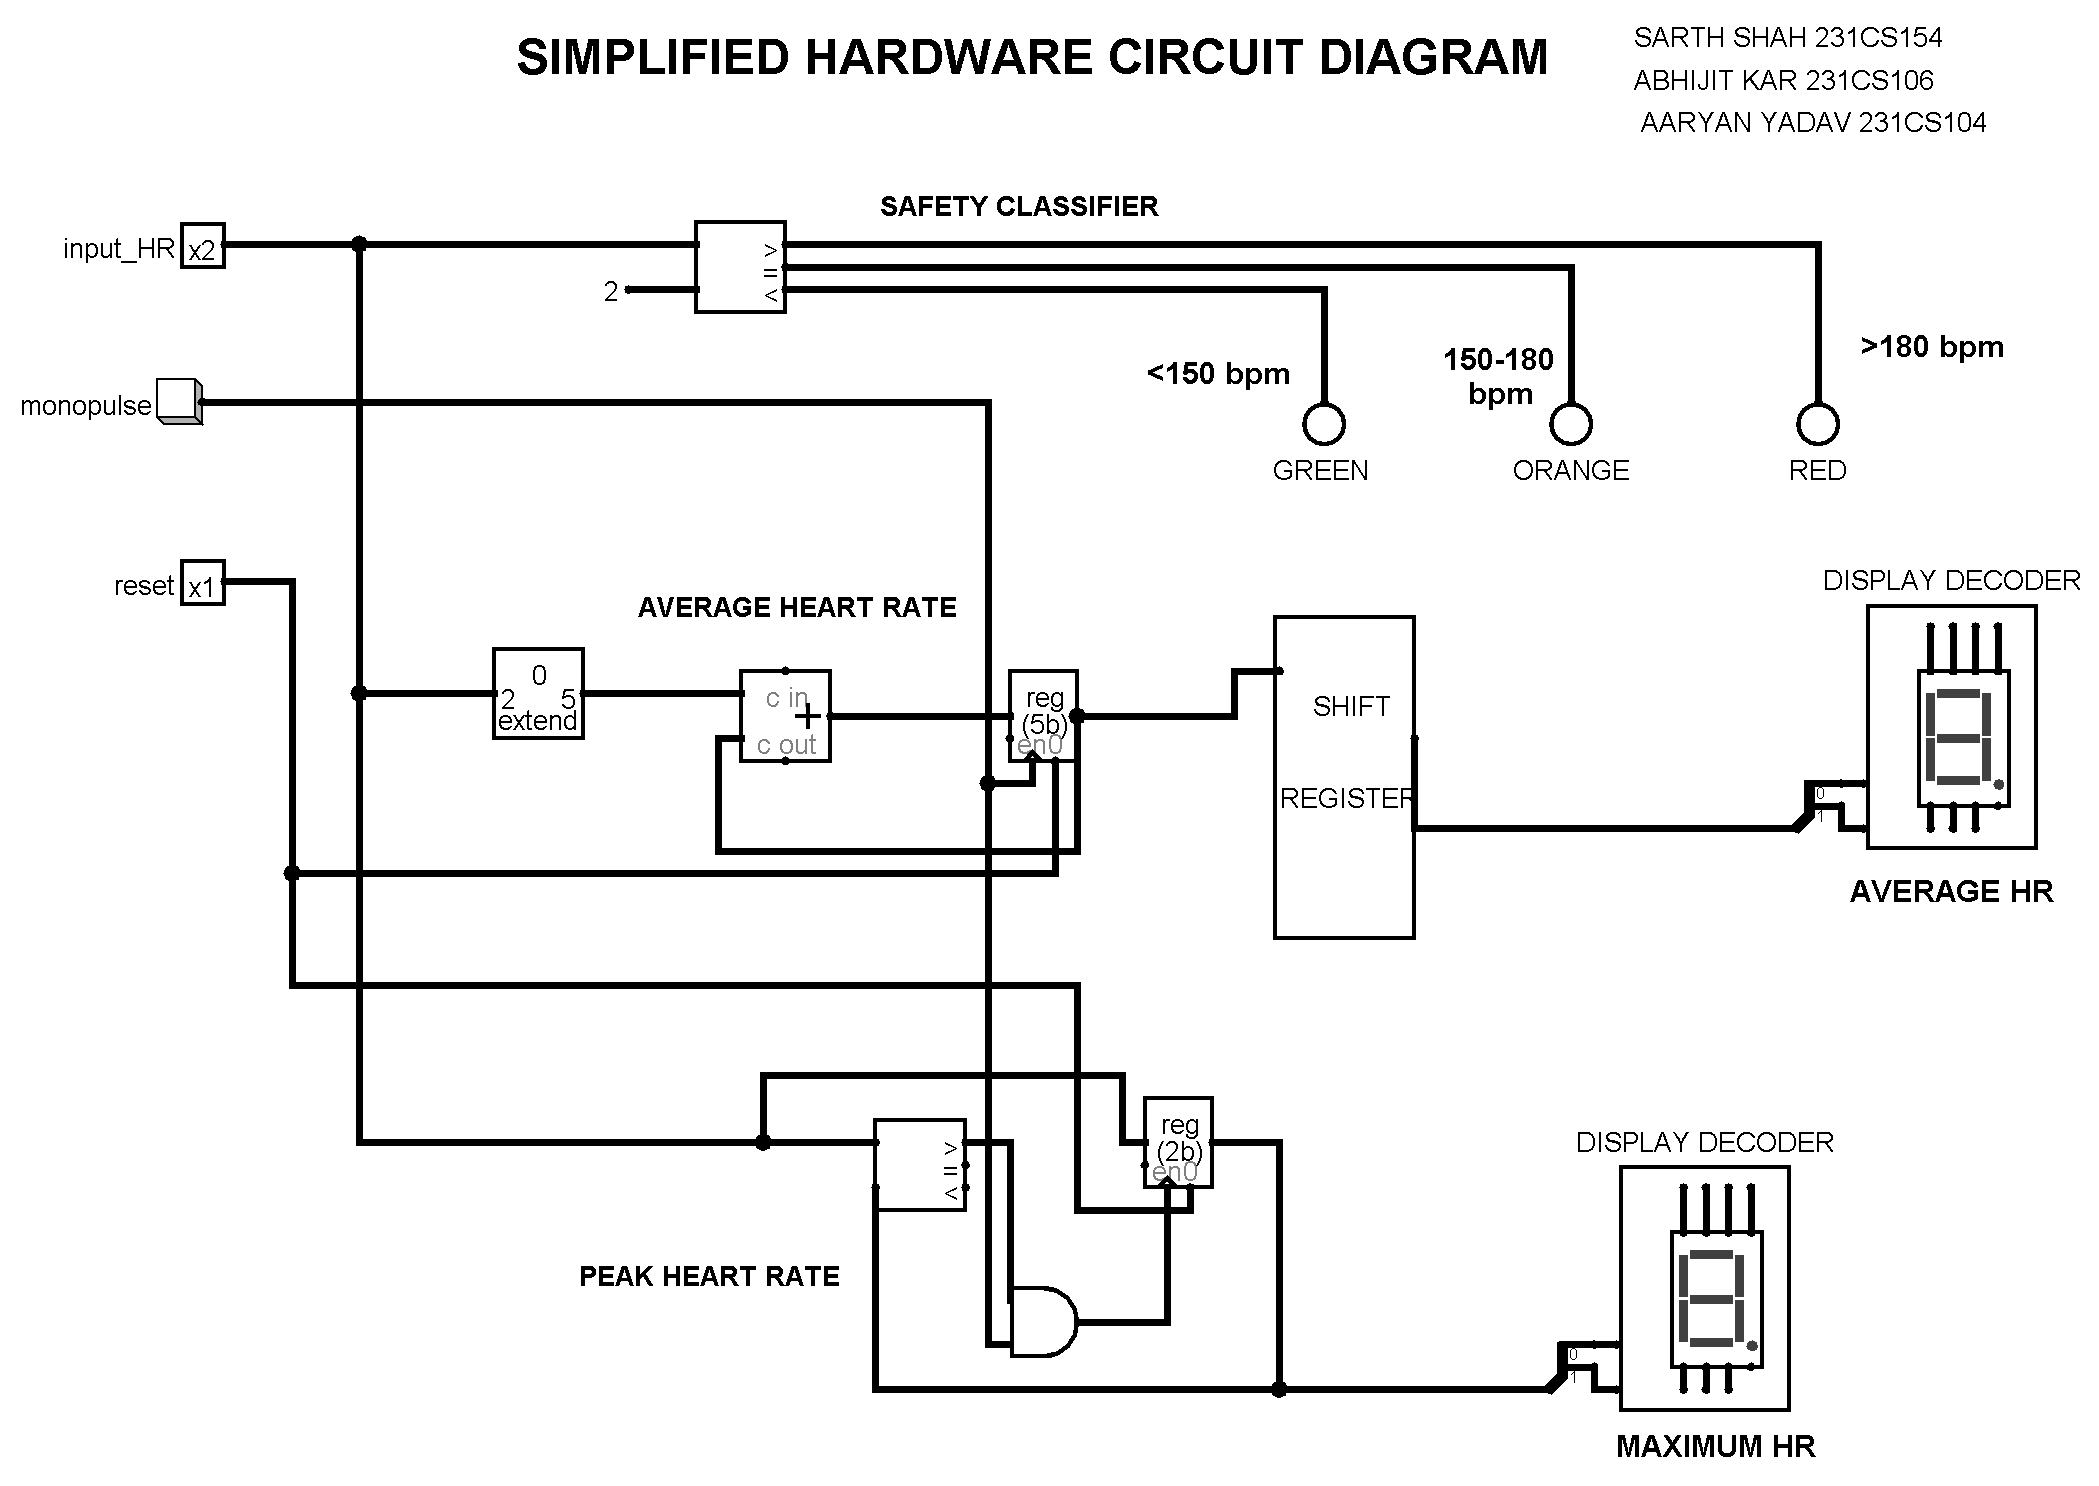 SIMPLIFIED HARDWARE CIRCUIT DIAGRAM
SARTH SHAH 231CS154
ABHIJIT KAR 231CS106
AARYAN YADAV 231CS104
SAFETY CLASSIFIER
input_HR x2
>
=
<
2
<150 bpm
150-180
bpm
>180 bpm
monopulse
GREEN
ORANGE
RED
reset x1
AVERAGE HEART RATE
DISPLAY DECODER
0
2 5
extend
c in
+
c out
reg
(5b)
en0
SHIFT
REGISTER
0
1
AVERAGE HR
reg
(2b)
en0
>
=
<
DISPLAY DECODER
PEAK HEART RATE
0
1
MAXIMUM HR